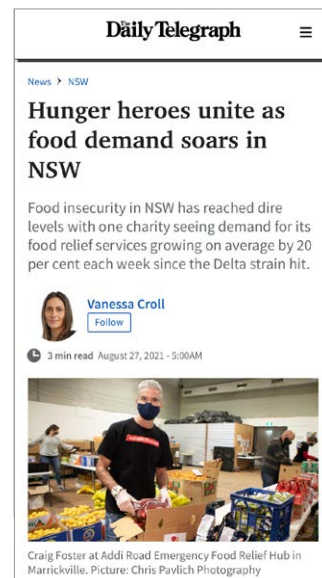 The Daily Telegraph
News > NSW
Hunger heroes unite as
food demand soars in
NSW
Food insecurity in NSW has reached dire
levels with one charity seeing demand for its
food relief services growing on average by 20
per cent each week since the Delta strain hit.
Vanessa Croll
Follow
3 min read August 27, 2021 - 5:00AM
Craig Foster at Addi Road Emergency Food Relief Hub in
Marrickville. Picture: Chris Pavlich Photography